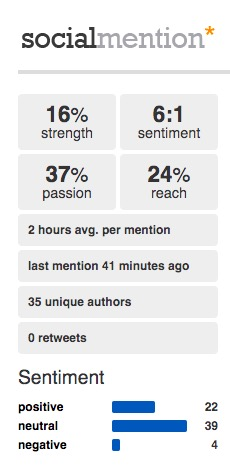 socialmention*
16% 6:1
strength sentiment
37% 24%
passion reach
2 hours avg. per mention
last mention 41 minutes ago
35 unique authors
0 retweets
Sentiment
positive 22
neutral 39
negative 4